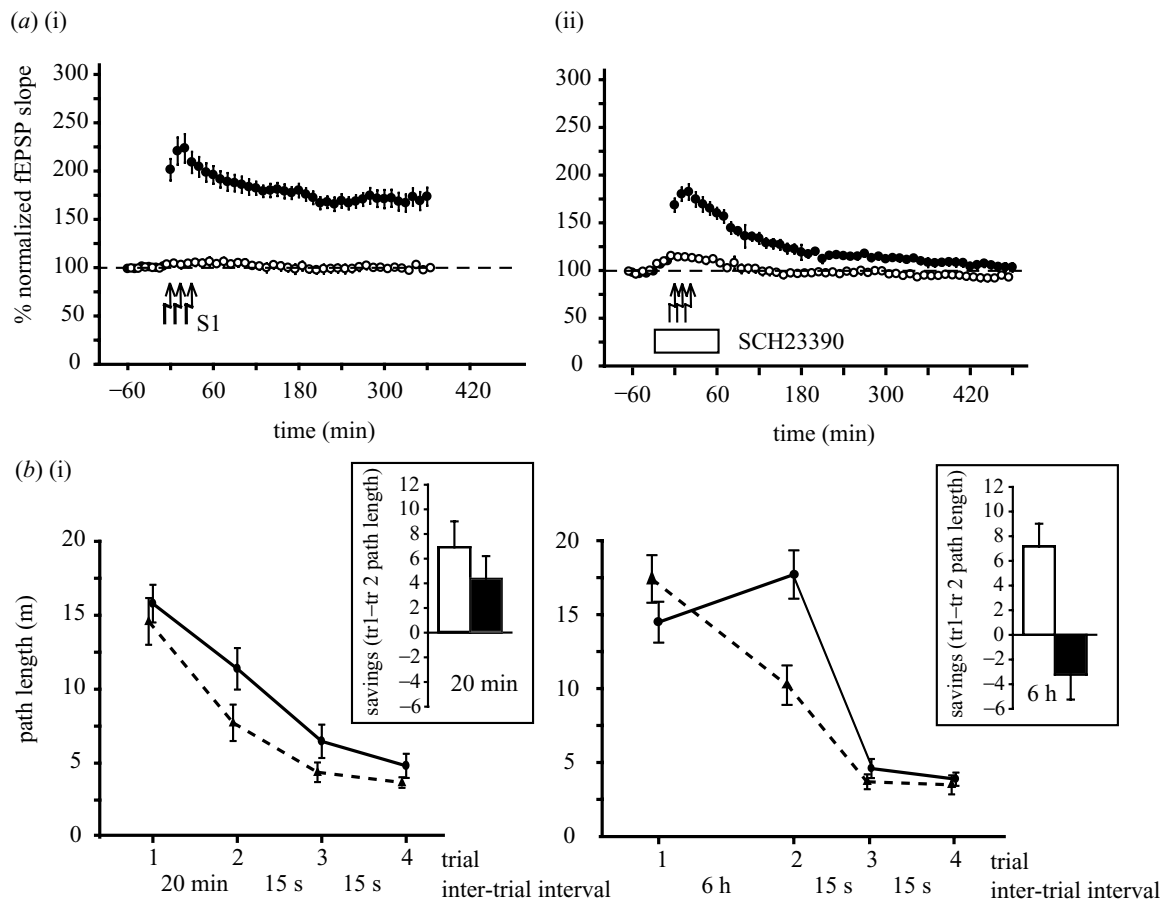 (a) (i)
(ii)
% normalized fEPSP slope
300
250
200
150
100
50
0
S1
−60 0 60 180 300 420
time (min)
300
250
200
150
100
50
0
SCH23390
−60 0 60 180 300 420
time (min)
(b) (i)
path length (m)
20
15
10
5
0
savings (tr1–tr 2 path length)
12
10
8
6
4
2
0
−2
−4
−6
20 min
1 2 3 4 trial
20 min 15 s 15 s inter-trial interval
20
15
10
5
0
savings (tr1–tr 2 path length)
12
10
8
6
4
2
0
−2
−4
−6
6 h
1 2 3 4 trial
6 h 15 s 15 s inter-trial interval